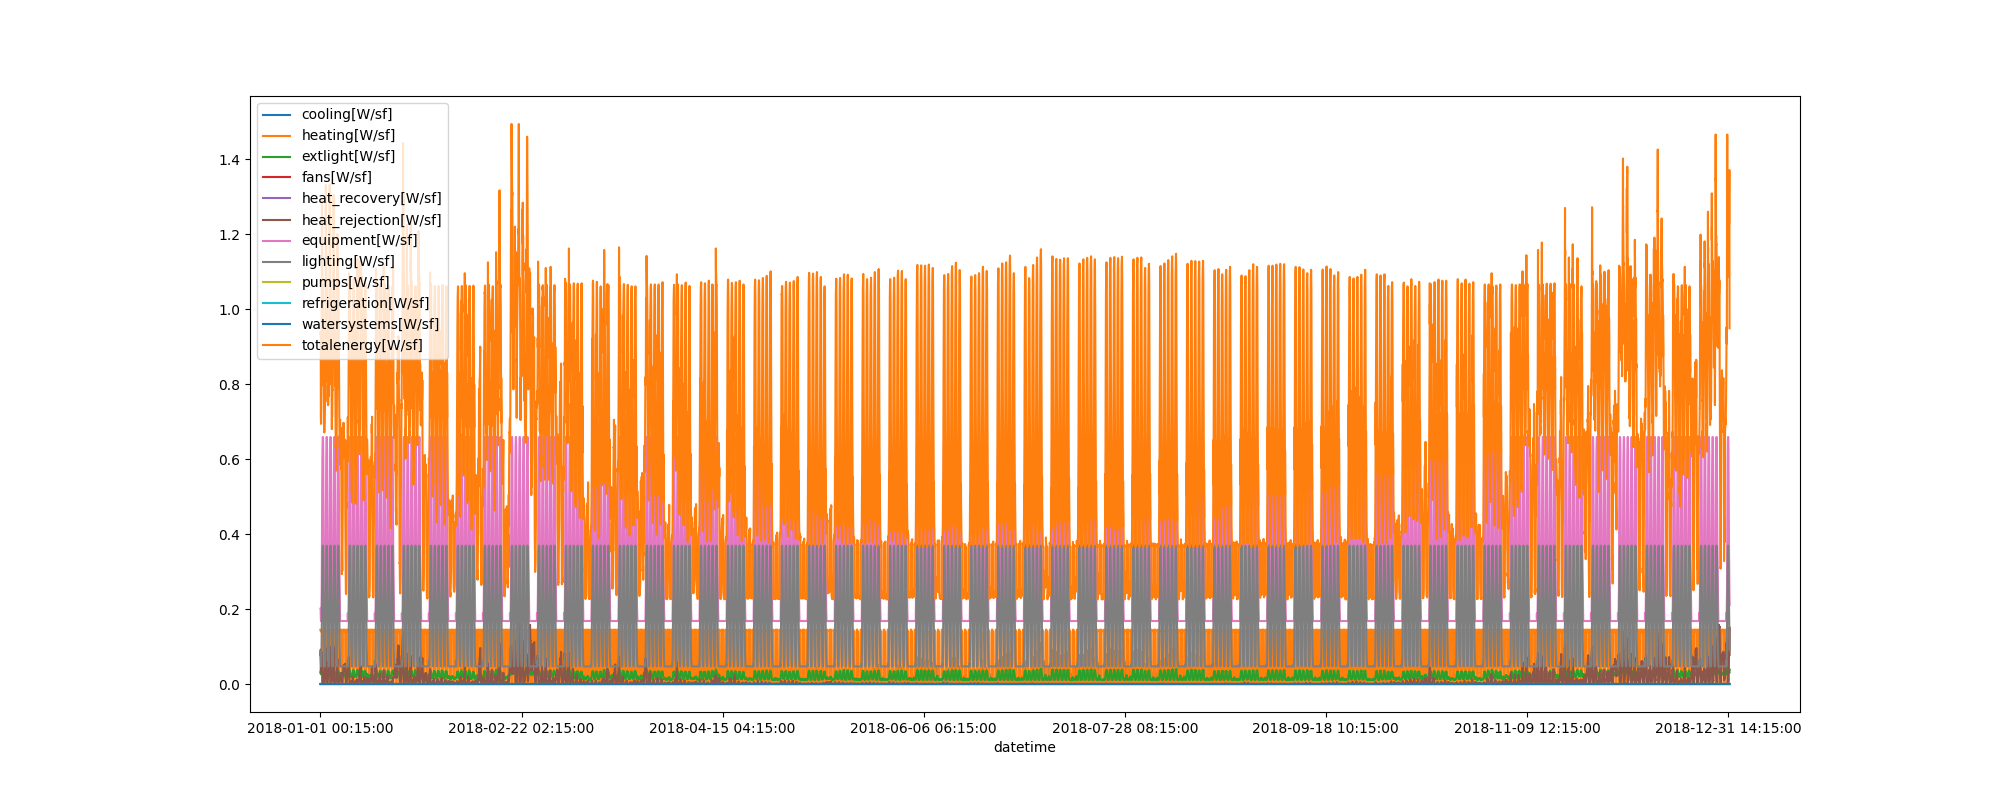 cooling[W/sf]
heating[W/sf]
extlight[W/sf]
fans[W/sf]
heat_recovery[W/sf]
heat_rejection[W/sf]
equipment[W/sf]
lighting[W/sf]
pumps[W/sf]
refrigeration[W/sf]
watersystems[W/sf]
totalenergy[W/sf]
1.4
1.2
1.0
0.8
0.6
0.4
0.2
0.0
2018-01-01 00:15:00 2018-02-22 02:15:00 2018-04-15 04:15:00 2018-06-06 06:15:00 2018-07-28 08:15:00 2018-09-18 10:15:00 2018-11-09 12:15:00 2018-12-31 14:15:00
datetime